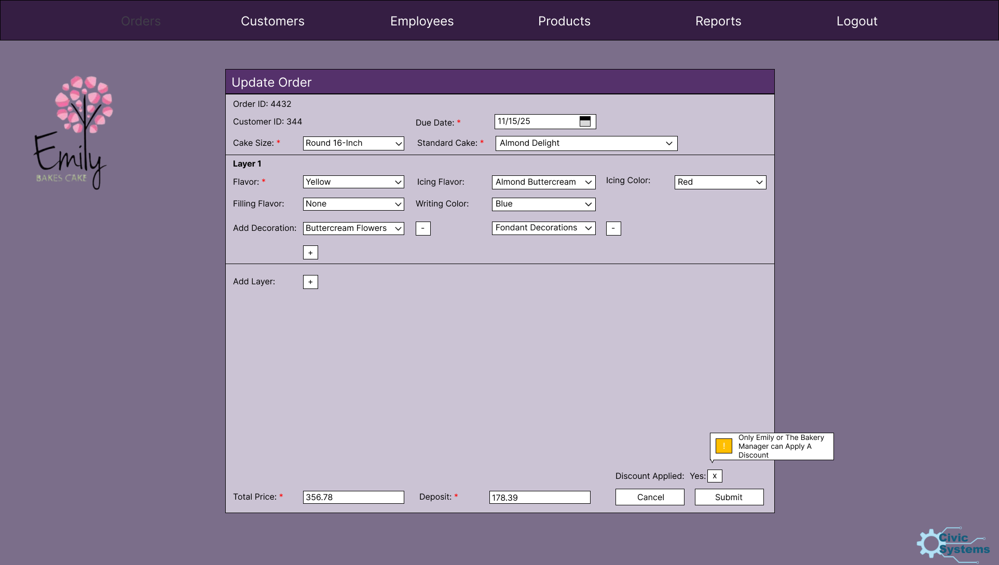 Orders Customers Employees Products Reports Logout
Emily
BAKES CAKE
Update Order
Order ID: 4432
Customer ID: 344 Due Date: * 11/15/25
Cake Size: * Round 16-Inch Standard Cake: * Almond Delight
Layer 1
Flavor: * Yellow Icing Flavor: Almond Buttercream Icing Color: Red
Filling Flavor: None Writing Color: Blue
Add Decoration: Buttercream Flowers - Fondant Decorations -
+
Add Layer: +
! Only Emily or The Bakery
Manager can Apply A
Discount
Discount Applied: Yes: x
Total Price: * 356.78 Deposit: * 178.39 Cancel Submit
Civic
Systems